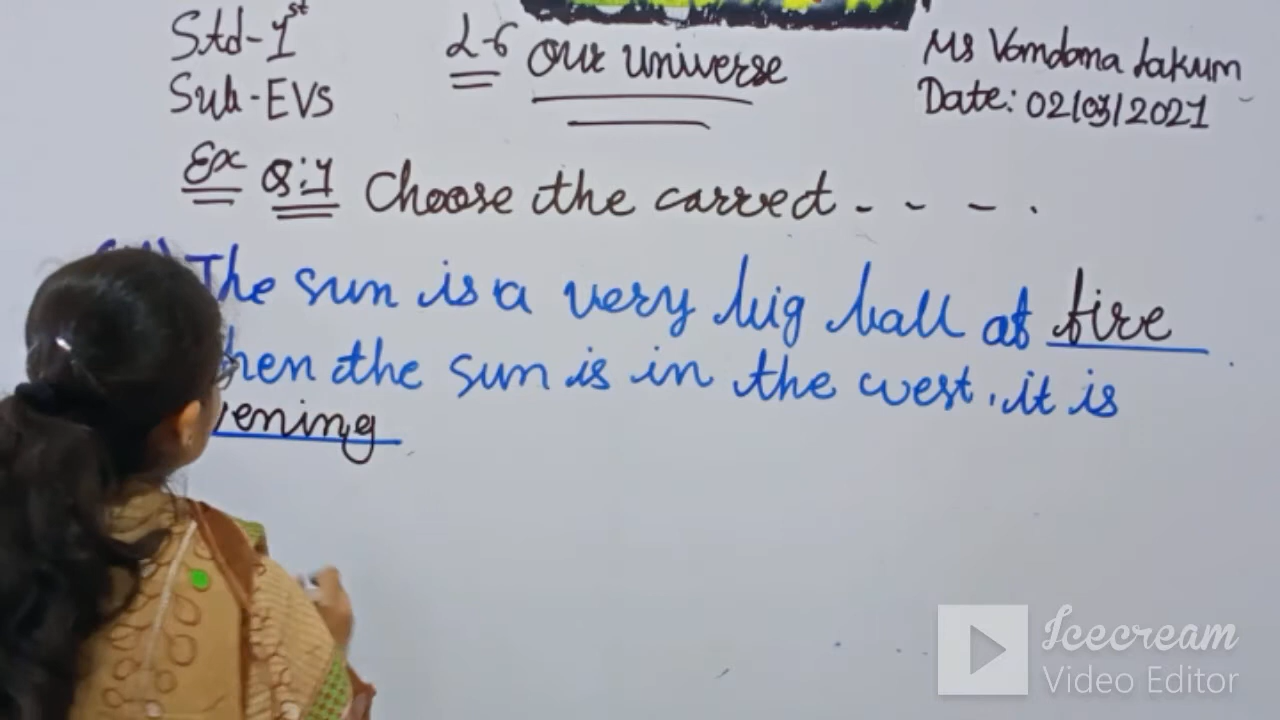 Std-1st
Sub-EVS
L-6 Our universe
Ms Vandana Lakum
Date: 02/03/2021
Ex Q:1 Choose the correct - - - .
The sun is a very big ball of fire
hen the sun is in the west, it is
vening
Icecream
Video Editor